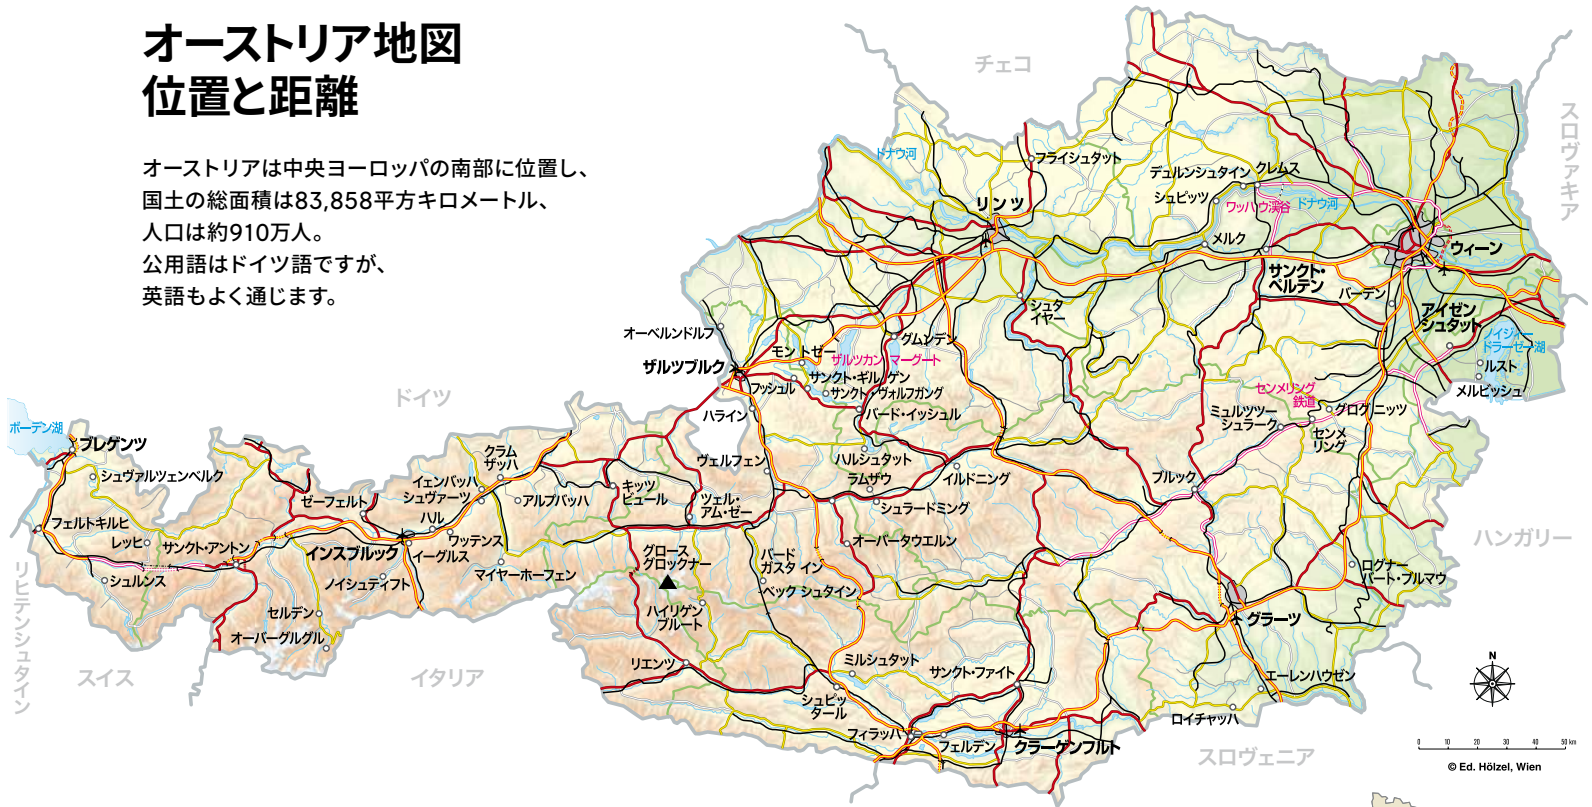 オーストリア地図
位置と距離
オーストリアは中央ヨーロッパの南部に位置し、
国土の総面積は83,858平方キロメートル、
人口は約910万人。
公用語はドイツ語ですが、
英語もよく通じます。
チェコ
スロヴァキア
ドナウ河
フライシュタット
デュルンシュタイン
クレムス
シュピッツ
ワッハウ渓谷
ドナウ河
リンツ
メルク
ウィーン
サンクト・
ペルテン
バーデン
シュタ
イヤー
アイゼン
シュタット
ノイジィー
ドラーゼー湖
オーベルンドルフ
グムンデン
モントゼー
ザルツカンマーグート
ザルツブルク
サンクト・ギルゲン
フッシュル
サンクト・ヴォルフガング
ルスト
メルビッシュ
センメリング
鉄道
ドイツ
ハライン
バード・イッシュル
ミュルツツー
シュラーク
グログニッツ
センメ
リング
ボーデン湖
ブレゲンツ
クラム
ザッハ
ヴェルフェン
ハルシュタット
シュヴァルツェンベルク
イェンバッハ
シュヴァーツ
アルプバッハ
キッツ
ビュール
ラムザウ
イルドニング
ブルック
ゼーフェルト
ツェル・
アム・ゼー
シュラードミング
フェルトキルヒ
ハル
レッヒ
サンクト・アントン
インスブルック
ワッテンス
イーグルス
オーバータウエルン
ハンガリー
グロース
グロックナー
バード
ガスタイン
リヒテンシュタイン
シュルンス
ノイシュティフト
マイヤーホーフェン
ベックシュタイン
ログナー
バート・ブルマウ
セルデン
ハイリゲン
ブルート
グラーツ
オーバーグルグル
リエンツ
ミルシュタット
サンクト・ファイト
スイス
イタリア
エーレンハウゼン
N
シュピッ
タール
ロイチャッハ
フィラッハ
フェルデン
クラーゲンフルト
スロヴェニア
0 10 20 30 40 50 km
© Ed. Hölzel, Wien